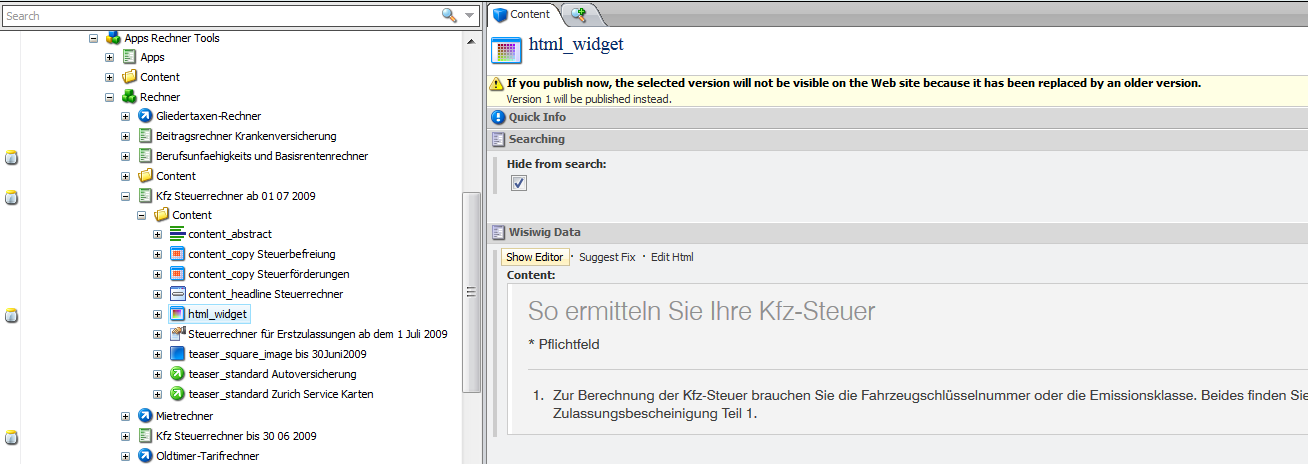 Search
Apps Rechner Tools
Apps
Content
Rechner
Gliedertaxen-Rechner
Beitragsrechner Krankenversicherung
Berufsunfaehigkeits und Basisrentenrechner
Content
Kfz Steuerrechner ab 01 07 2009
Content
content_abstract
content_copy Steuerbefreiung
content_copy Steuerförderungen
content_headline Steuerrechner
html_widget
Steuerrechner für Erstzulassungen ab dem 1 Juli 2009
teaser_square_image bis 30Juni2009
teaser_standard Autoversicherung
teaser_standard Zurich Service Karten
Mietrechner
Kfz Steuerrechner bis 30 06 2009
Oldtimer-Tarifrechner
Content
html_widget
If you publish now, the selected version will not be visible on the Web site because it has been replaced by an older version.
Version 1 will be published instead.
Quick Info
Searching
Hide from search:
Wisiwig Data
Show Editor · Suggest Fix · Edit Html
Content:
So ermitteln Sie Ihre Kfz-Steuer
* Pflichtfeld
1. Zur Berechnung der Kfz-Steuer brauchen Sie die Fahrzeugschlüsselnummer oder die Emissionsklasse. Beides finden Sie
Zulassungsbescheinigung Teil 1.